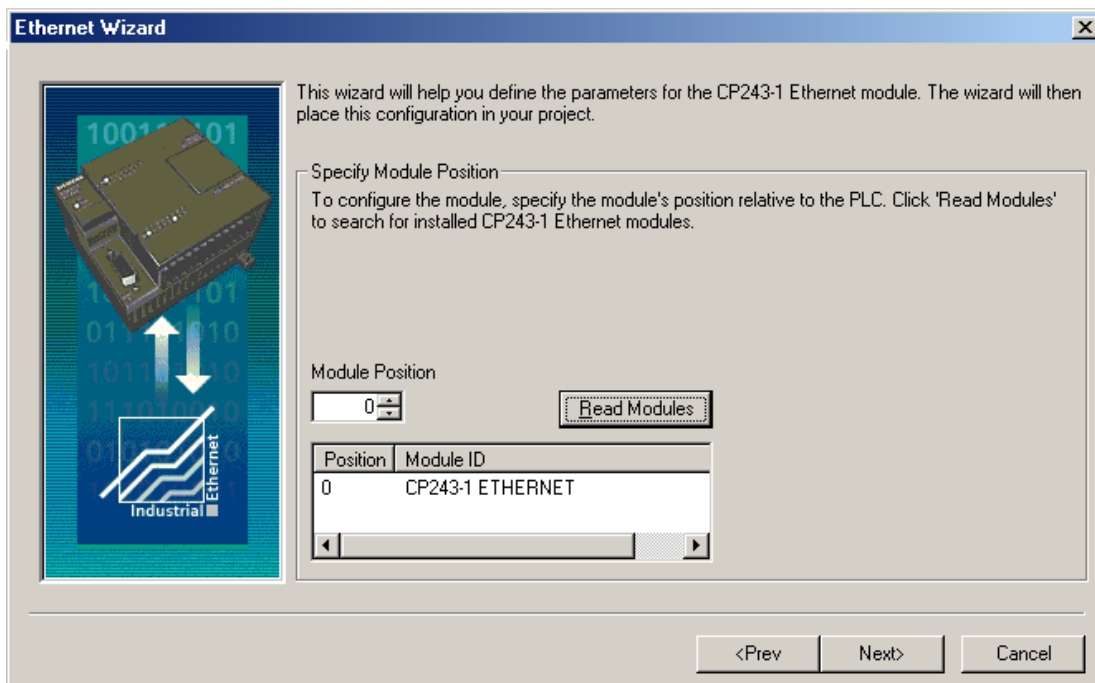 Ethernet Wizard
This wizard will help you define the parameters for the CP243-1 Ethernet module. The wizard will then
place this configuration in your project.
Specify Module Position
To configure the module, specify the module's position relative to the PLC. Click 'Read Modules'
to search for installed CP243-1 Ethernet modules.
Module Position
0
Read Modules
Position Module ID
0 CP243-1 ETHERNET
Industrial
Ethernet
<Prev Next> Cancel